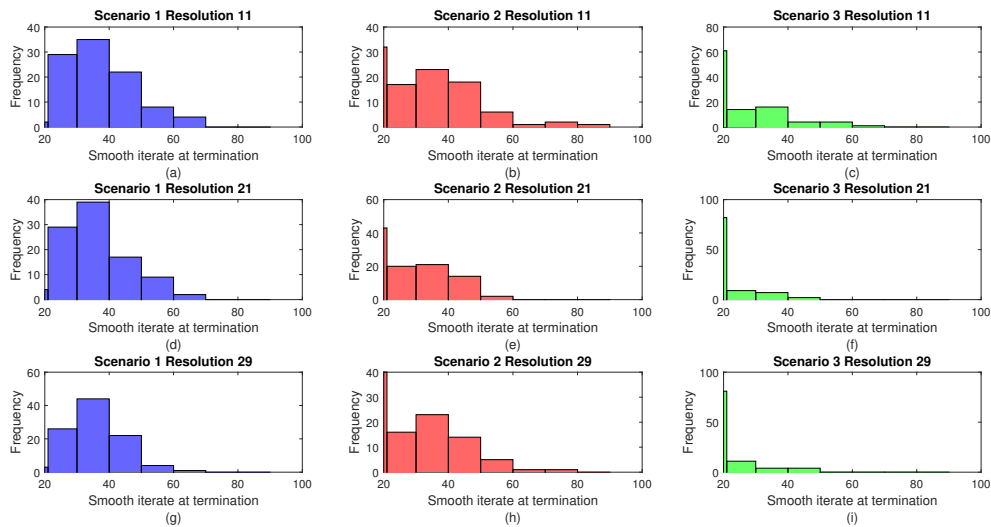 Scenario 1 Resolution 11
Frequency
40
30
20
10
0
20 40 60 80 100
Smooth iterate at termination
(a)
Scenario 2 Resolution 11
Frequency
40
30
20
10
0
20 40 60 80 100
Smooth iterate at termination
(b)
Scenario 3 Resolution 11
Frequency
80
60
40
20
0
20 40 60 80 100
Smooth iterate at termination
(c)
Scenario 1 Resolution 21
Frequency
40
30
20
10
0
20 40 60 80 100
Smooth iterate at termination
(d)
Scenario 2 Resolution 21
Frequency
60
40
20
0
20 40 60 80 100
Smooth iterate at termination
(e)
Scenario 3 Resolution 21
Frequency
100
50
0
20 40 60 80 100
Smooth iterate at termination
(f)
Scenario 1 Resolution 29
Frequency
60
40
20
0
20 40 60 80 100
Smooth iterate at termination
(g)
Scenario 2 Resolution 29
Frequency
40
30
20
10
0
20 40 60 80 100
Smooth iterate at termination
(h)
Scenario 3 Resolution 29
Frequency
100
50
0
20 40 60 80 100
Smooth iterate at termination
(i)